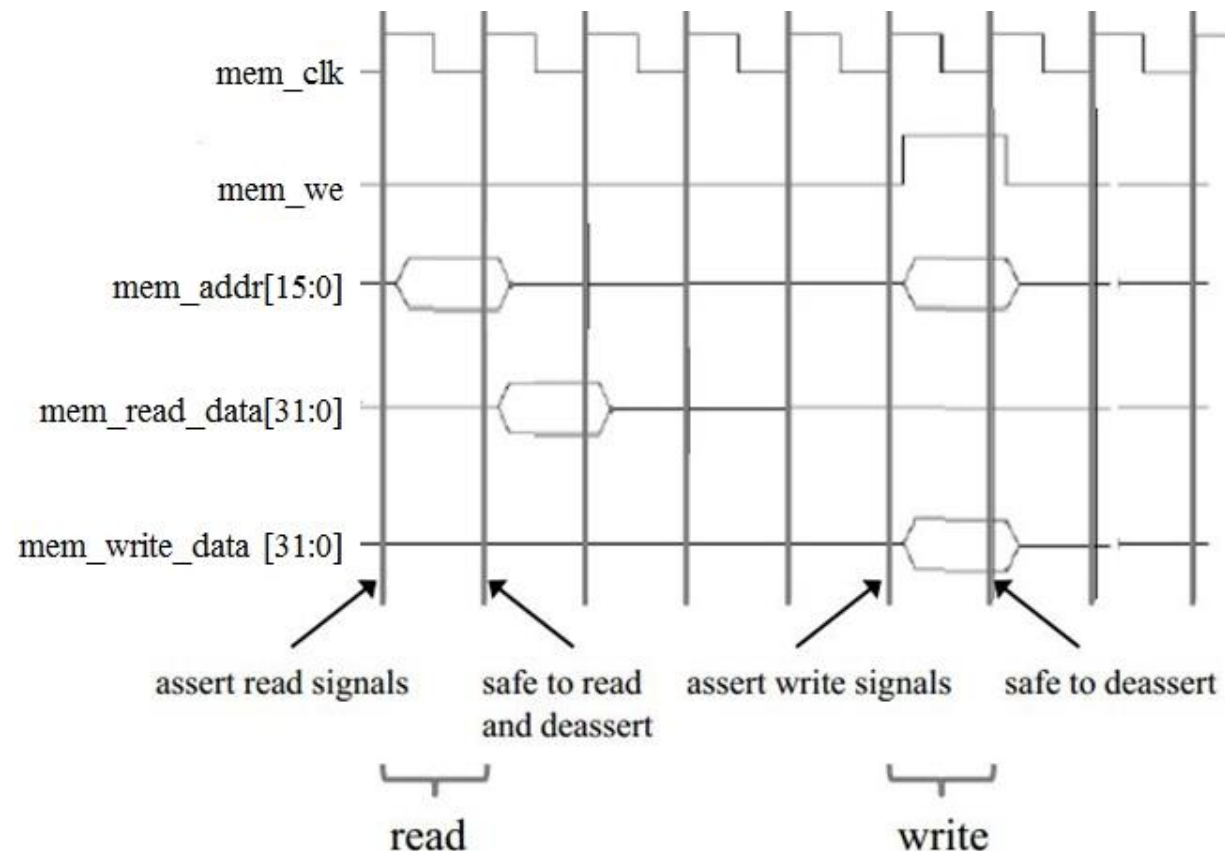 mem_clk
mem_we
mem_addr[15:0]
mem_read_data[31:0]
mem_write_data [31:0]
assert read signals
safe to read
and deassert
assert write signals
safe to deassert
read
write